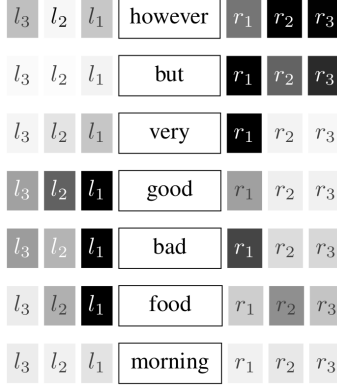 l₃ l₂ l₁ however r₁ r₂ r₃
l₃ l₂ l₁ but r₁ r₂ r₃
l₃ l₂ l₁ very r₁ r₂ r₃
l₃ l₂ l₁ good r₁ r₂ r₃
l₃ l₂ l₁ bad r₁ r₂ r₃
l₃ l₂ l₁ food r₁ r₂ r₃
l₃ l₂ l₁ morning r₁ r₂ r₃